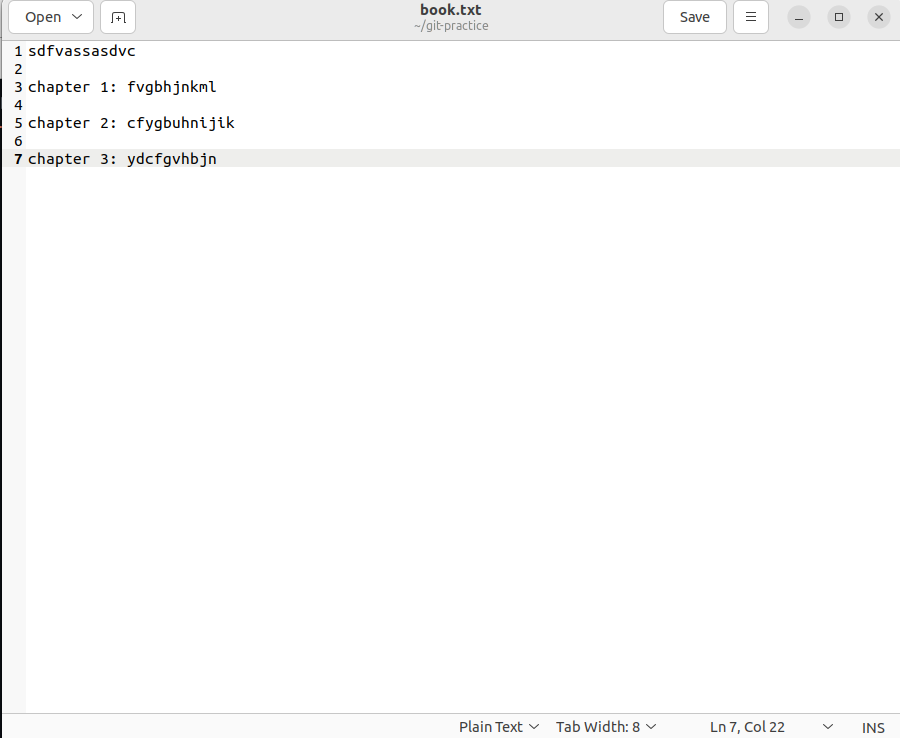 Open
book.txt
~/git-practice
Save
1 sdfvassasdvc
2
3 chapter 1: fvgbhjnkml
4
5 chapter 2: cfygbuhnijik
6
7 chapter 3: ydcfgvhbjn
Plain Text Tab Width: 8 Ln 7, Col 22 INS